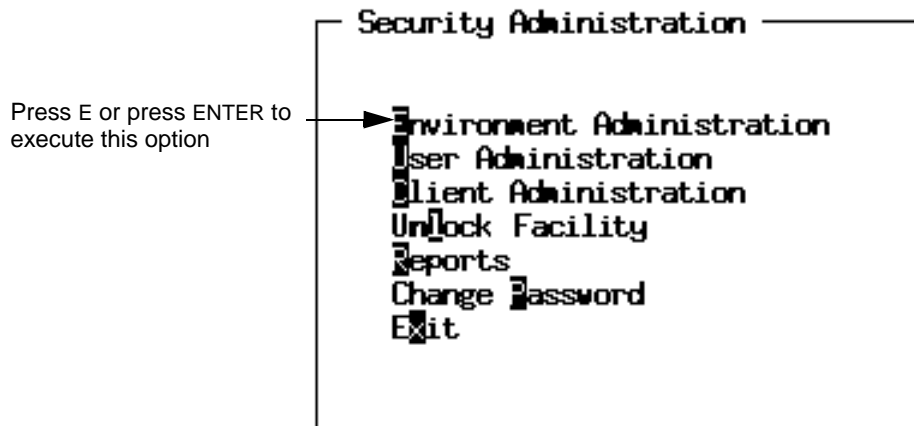 Security Administration
Press E or press ENTER to
execute this option
Environment Administration
User Administration
Client Administration
Unlock Facility
Reports
Change Password
Exit